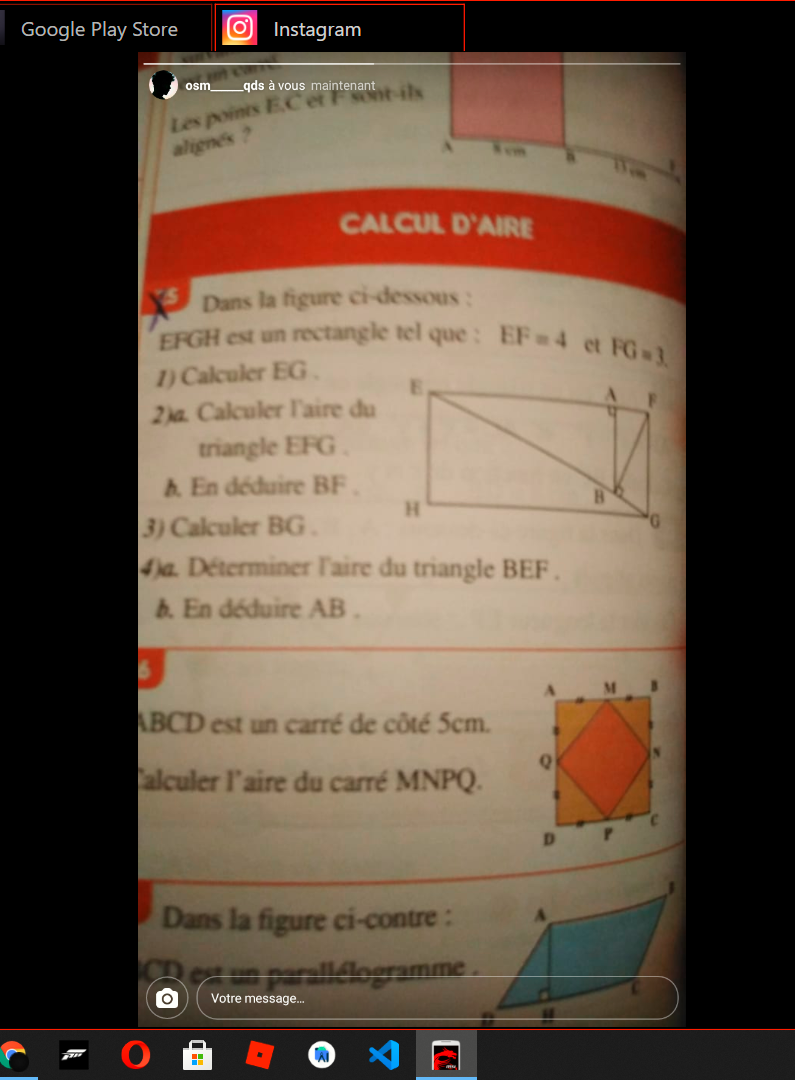 Google Play Store
Instagram
est un carré.
osm_____qds à vous maintenant
Les points E,C et F sont-ils
alignés ?
A 8 cm B 13 cm
CALCUL D'AIRE
Dans la figure ci-dessous :
EFGH est un rectangle tel que : EF = 4 et FG = 3.
1) Calculer EG .
E A F
2)a. Calculer l'aire du
triangle EFG .
b. En déduire BF .
B
H G
3) Calculer BG .
4)a. Déterminer l'aire du triangle BEF .
b. En déduire AB .
6
A M B
ABCD est un carré de côté 5cm.
Q N
Calculer l'aire du carré MNPQ.
D P C
Dans la figure ci-contre :
A
CD est un parallélogramme .
C
Votre message...
D H